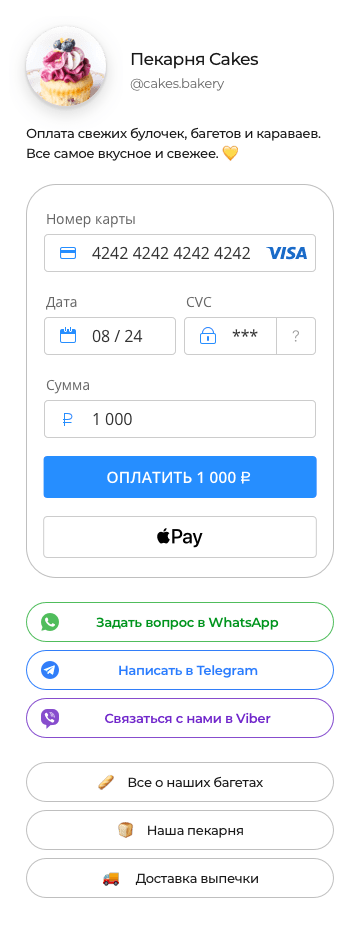 Пекарня Cakes
@cakes.bakery
Оплата свежих булочек, багетов и караваев.
Все самое вкусное и свежее. 💛
Номер карты
4242 4242 4242 4242 VISA
Дата CVC
08 / 24 *** ?
Сумма
₽ 1 000
ОПЛАТИТЬ 1 000 ₽
Pay
Задать вопрос в WhatsApp
Написать в Telegram
Связаться с нами в Viber
Все о наших багетах
Наша пекарня
Доставка выпечки